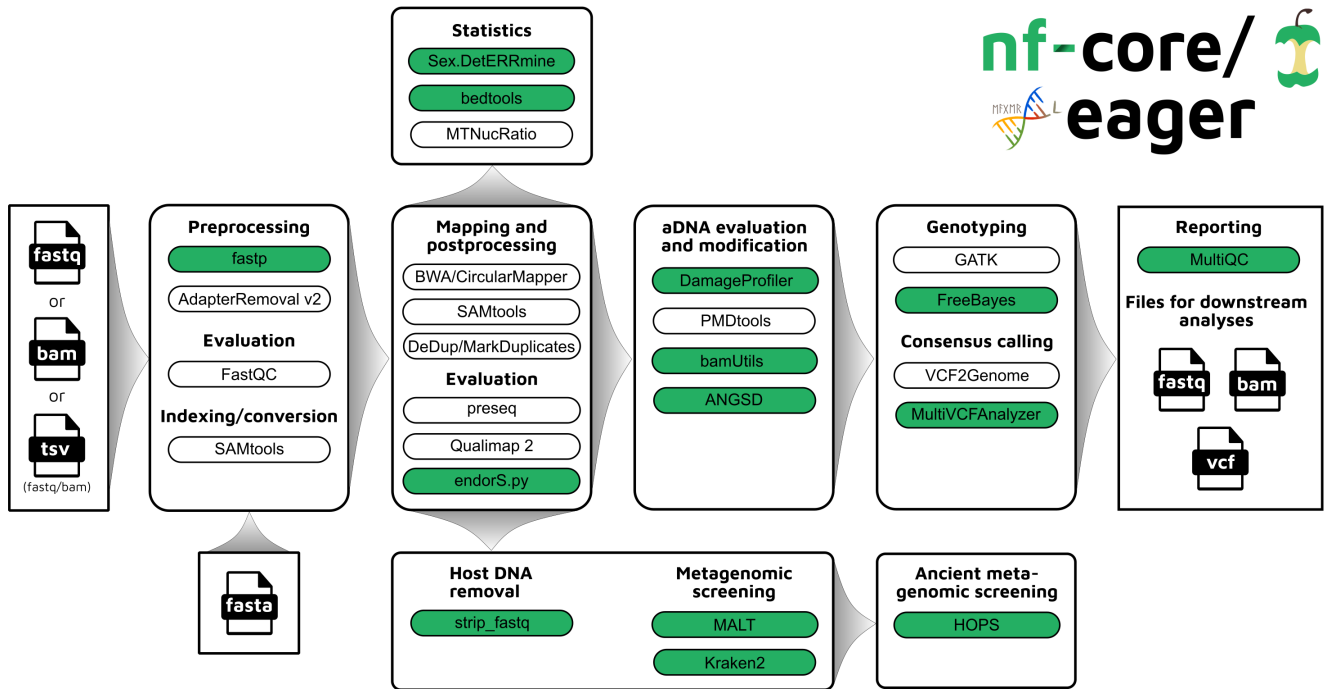 nf-core/
eager
MFXMR L
Statistics
Sex.DetERRmine
bedtools
MTNucRatio
fastq
or
bam
or
tsv
(fastq/bam)
Preprocessing
fastp
AdapterRemoval v2
Evaluation
FastQC
Indexing/conversion
SAMtools
fasta
Mapping and
postprocessing
BWA/CircularMapper
SAMtools
DeDup/MarkDuplicates
Evaluation
preseq
Qualimap 2
endorS.py
aDNA evaluation
and modification
DamageProfiler
PMDtools
bamUtils
ANGSD
Genotyping
GATK
FreeBayes
Consensus calling
VCF2Genome
MultiVCFAnalyzer
Reporting
MultiQC
Files for downstream
analyses
fastq
bam
vcf
Host DNA
removal
strip_fastq
Metagenomic
screening
MALT
Kraken2
Ancient meta-
genomic screening
HOPS